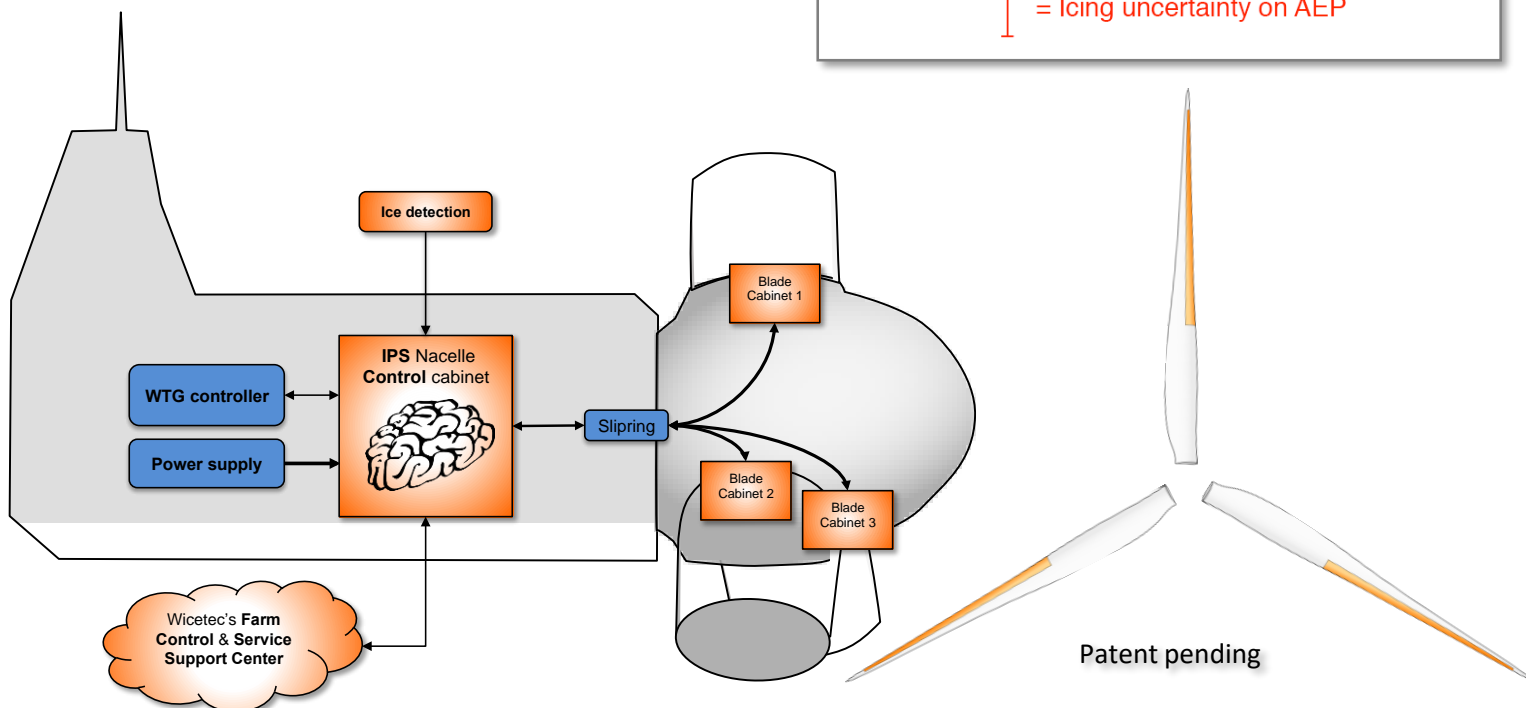 = Icing uncertainty on AEP
Ice detection
IPS Nacelle
Control cabinet
WTG controller
Power supply
Slipring
Blade
Cabinet 1
Blade
Cabinet 2
Blade
Cabinet 3
Wicetec's Farm
Control & Service
Support Center
Patent pending